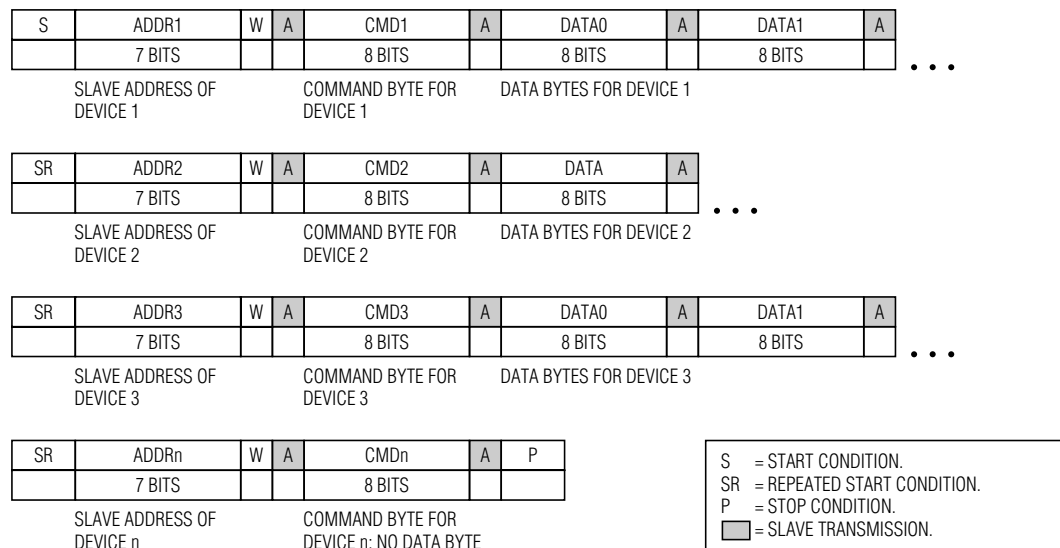 S ADDR1 W A CMD1 A DATA0 A DATA1 A
7 BITS 8 BITS 8 BITS 8 BITS
SLAVE ADDRESS OF
DEVICE 1
COMMAND BYTE FOR
DEVICE 1
DATA BYTES FOR DEVICE 1
SR ADDR2 W A CMD2 A DATA A
7 BITS 8 BITS 8 BITS
SLAVE ADDRESS OF
DEVICE 2
COMMAND BYTE FOR
DEVICE 2
DATA BYTES FOR DEVICE 2
SR ADDR3 W A CMD3 A DATA0 A DATA1 A
7 BITS 8 BITS 8 BITS 8 BITS
SLAVE ADDRESS OF
DEVICE 3
COMMAND BYTE FOR
DEVICE 3
DATA BYTES FOR DEVICE 3
SR ADDRn W A CMDn A P
7 BITS 8 BITS
SLAVE ADDRESS OF
DEVICE n
COMMAND BYTE FOR
DEVICE n; NO DATA BYTE
S = START CONDITION.
SR = REPEATED START CONDITION.
P = STOP CONDITION.
= SLAVE TRANSMISSION.